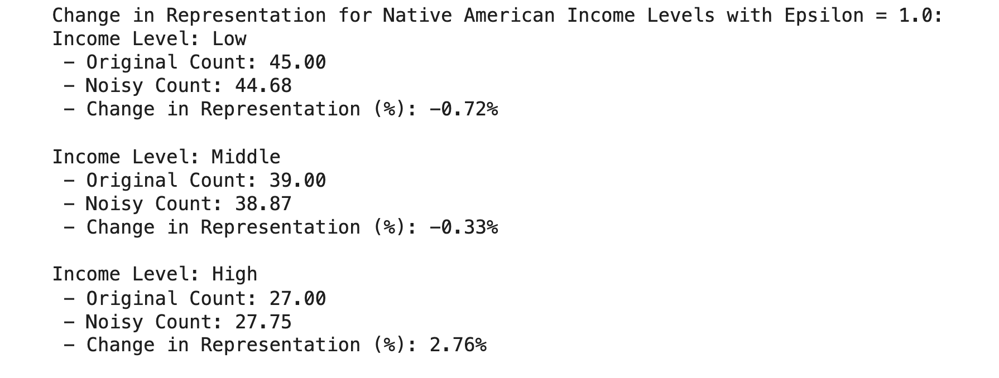 Change in Representation for Native American Income Levels with Epsilon = 1.0:
Income Level: Low
− Original Count: 45.00
− Noisy Count: 44.68
− Change in Representation (%): −0.72%
Income Level: Middle
− Original Count: 39.00
− Noisy Count: 38.87
− Change in Representation (%): −0.33%
Income Level: High
− Original Count: 27.00
− Noisy Count: 27.75
− Change in Representation (%): 2.76%